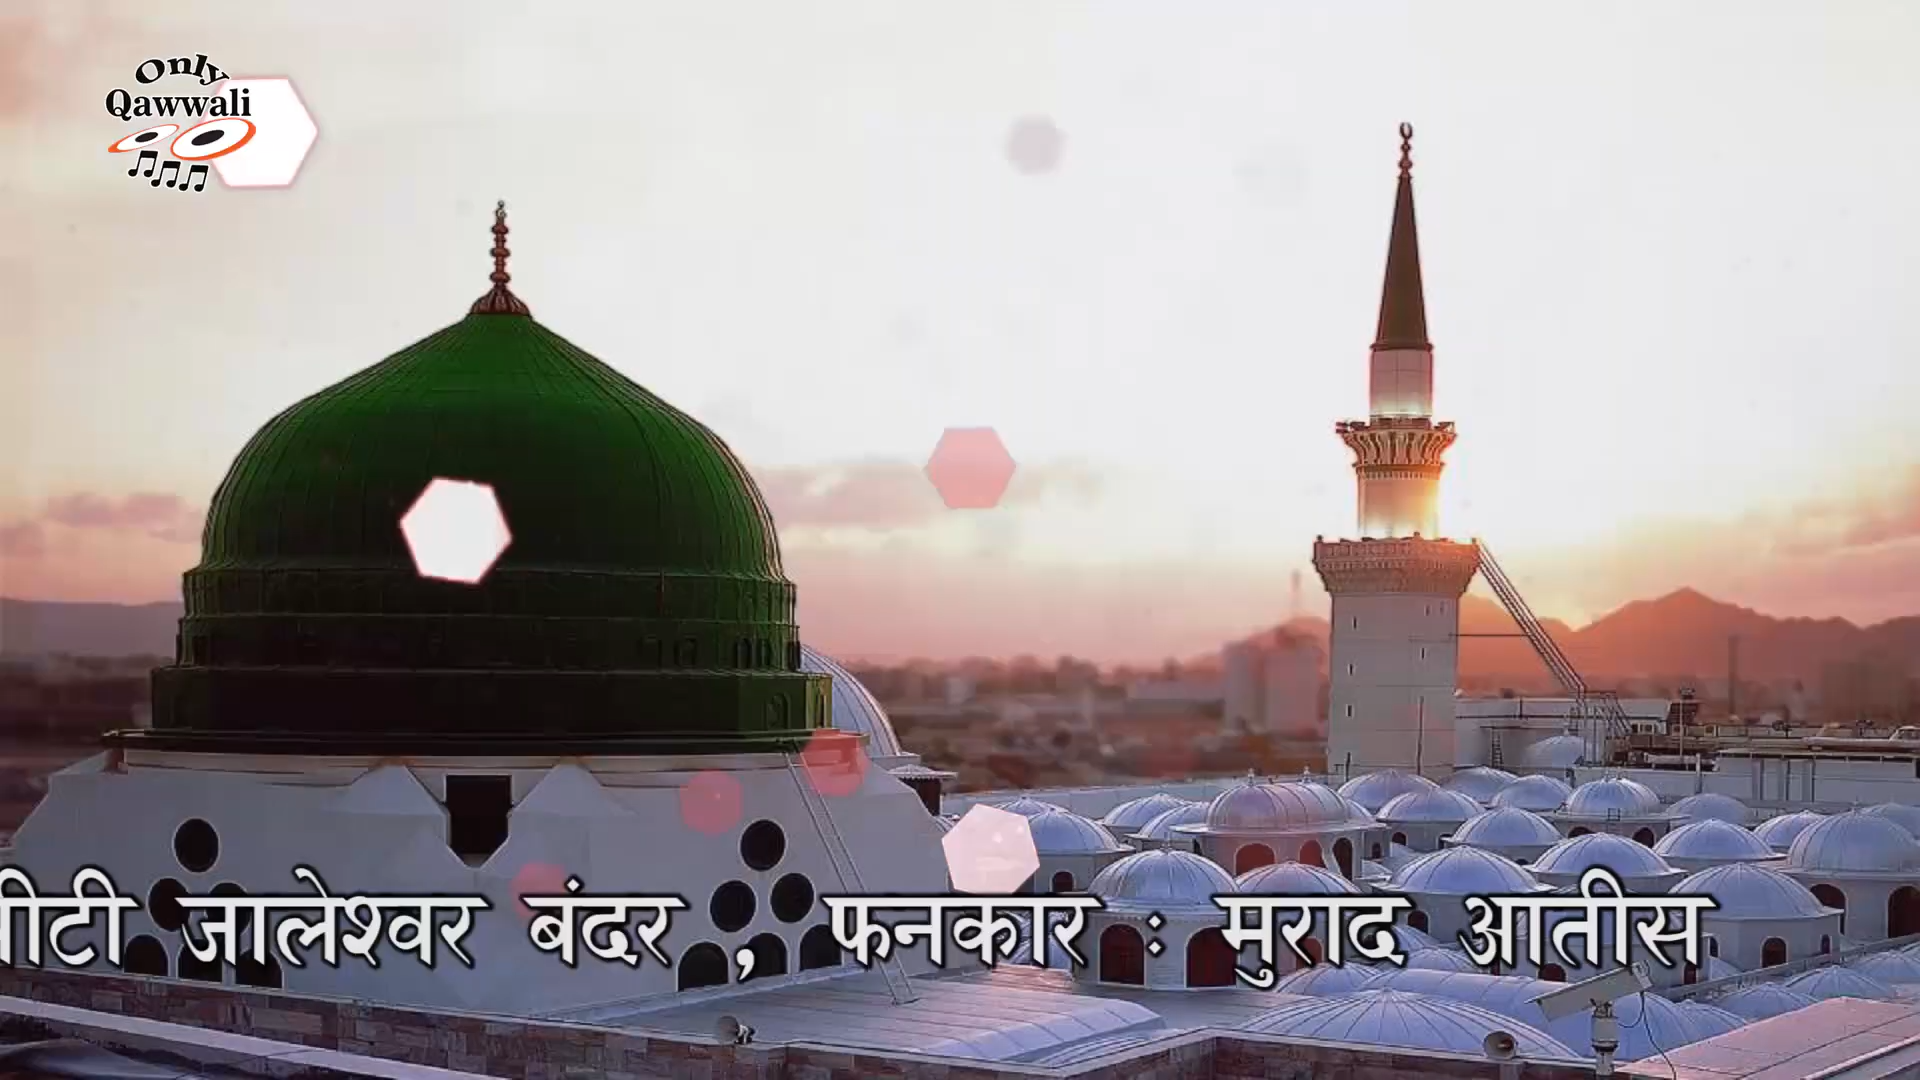 Only
Qawwali
जालेश्वर बंदर , फनकार : मुराद आतीस